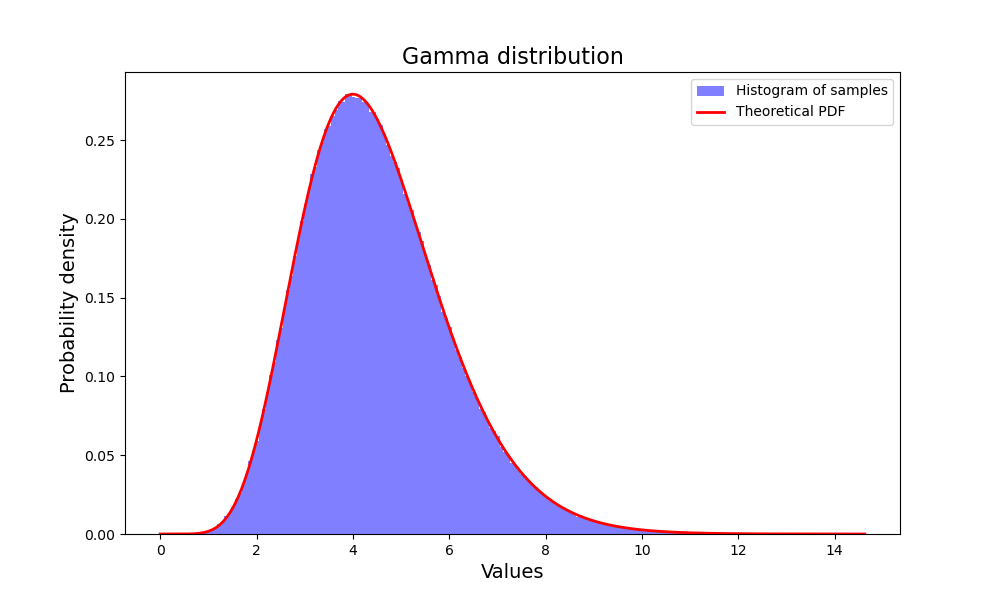 Gamma distribution
Histogram of samples
Theoretical PDF
Probability density
0.25
0.20
0.15
0.10
0.05
0.00
0 2 4 6 8 10 12 14
Values